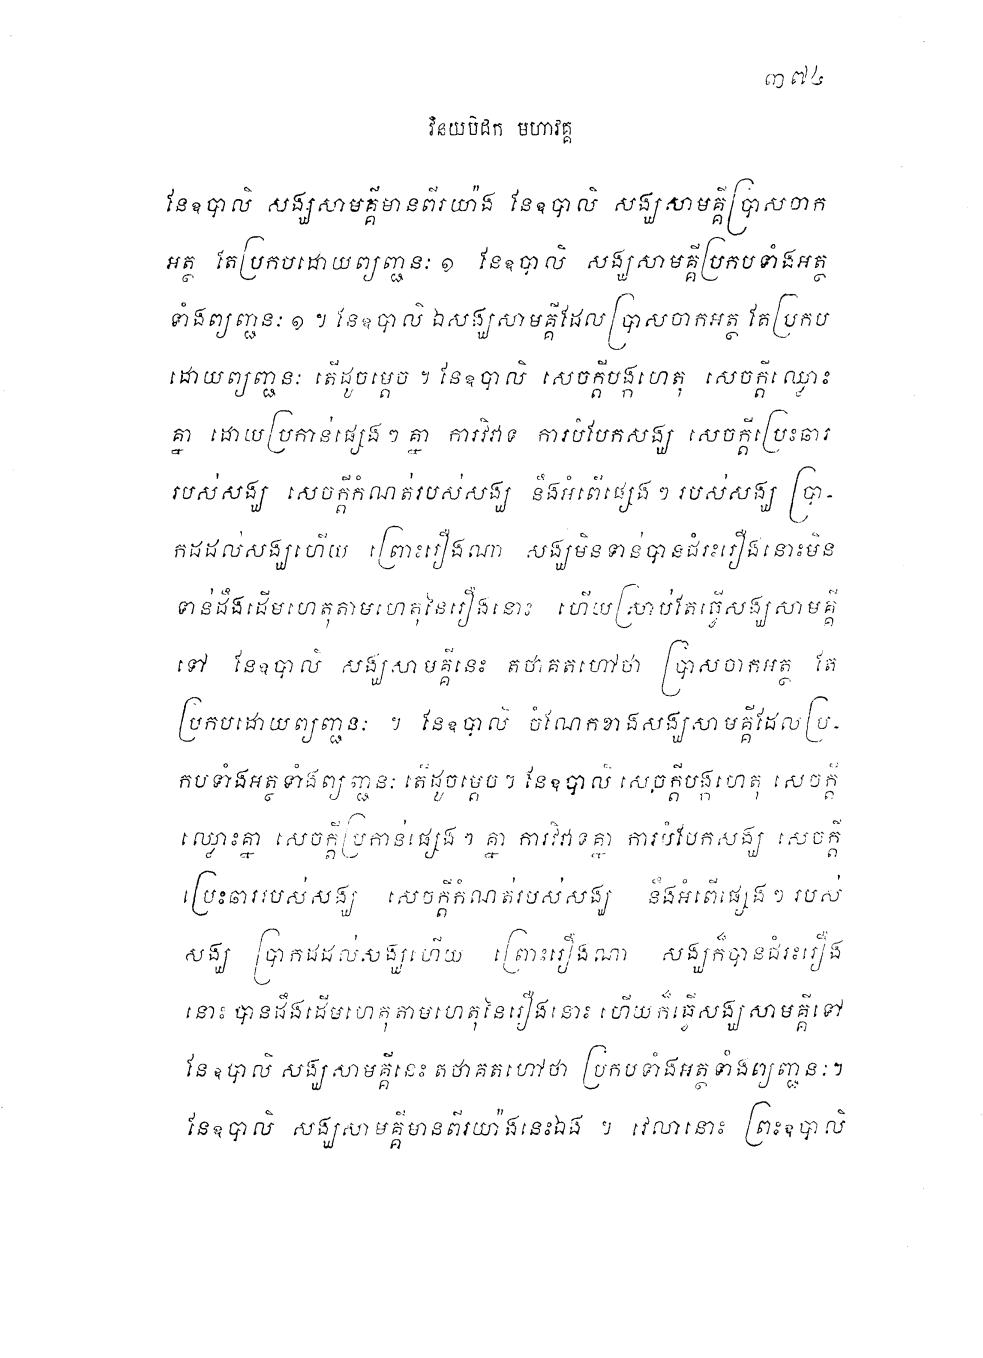 ៣៧៤
វិនយបិដក មហាវគ្គ
នែឧបាលិ សង្ឃសាមគ្គីមានពីរយ៉ាង នែឧបាលិ សង្ឃសាមគ្គីប្រាសចាក
អត្ថ តែប្រកបដោយព្យញ្ជនៈ ១ នែឧបាលិ សង្ឃសាមគ្គីប្រកបទាំងអត្ថ
ទាំងព្យញ្ជនៈ ១ ។ នែឧបាលិ ឯសង្ឃសាមគ្គីដែលប្រាសចាកអត្ថ តែប្រកប
ដោយព្យញ្ជនៈ តើដូចម្តេច ។ នែឧបាលិ សេចក្តីបង្កហេតុ សេចក្តីឈ្លោះ
គ្នា ដោយប្រកាន់ផ្សេងៗ គ្នា ការវិវាទ ការបំបែកសង្ឃ សេចក្តីប្រេះឆារ
របស់សង្ឃ សេចក្តីកំណត់របស់សង្ឃ នឹងអំពើផ្សេងៗ របស់សង្ឃ ប្រា-
កដដល់សង្ឃហើយ ព្រោះរឿងណា សង្ឃមិនទាន់បានជំរះរឿងនោះមិន
ទាន់ដឹងដើមហេតុតាមហេតុនៃរឿងនោះ ហើយស្រាប់តែធ្វើសង្ឃសាមគ្គី
ទៅ នែឧបាលិ សង្ឃសាមគ្គីនេះ តថាគតហៅថា ប្រាសចាកអត្ថ តែ
ប្រកបដោយព្យញ្ជនៈ ។ នែឧបាលិ ចំណែកខាងសង្ឃសាមគ្គីដែលប្រ-
កបទាំងអត្ថទាំងព្យញ្ជនៈ តើដូចម្តេច។ នែឧបាលិ សេចក្តីបង្កហេតុ សេចក្តី
ឈ្លោះគ្នា សេចក្តីប្រកាន់ផ្សេងៗ គ្នា ការវិវាទគ្នា ការបំបែកសង្ឃ សេចក្តី
ប្រេះឆាររបស់សង្ឃ សេចក្តីកំណត់របស់សង្ឃ នឹងអំពើផ្សេងៗ របស់
សង្ឃ ប្រាកដដល់សង្ឃហើយ ព្រោះរឿងណា សង្ឃក៏បានជំរះរឿង
នោះ បានដឹងដើមហេតុតាមហេតុនៃរឿងនោះ ហើយក៏ធ្វើសង្ឃសាមគ្គីទៅ
នែឧបាលិ សង្ឃសាមគ្គីនេះ តថាគតហៅថា ប្រកបទាំងអត្ថទាំងព្យញ្ជនៈ។
នែឧបាលិ សង្ឃសាមគ្គីមានពីរយ៉ាងនេះឯង ។ វេលានោះ ព្រះឧបាលិ